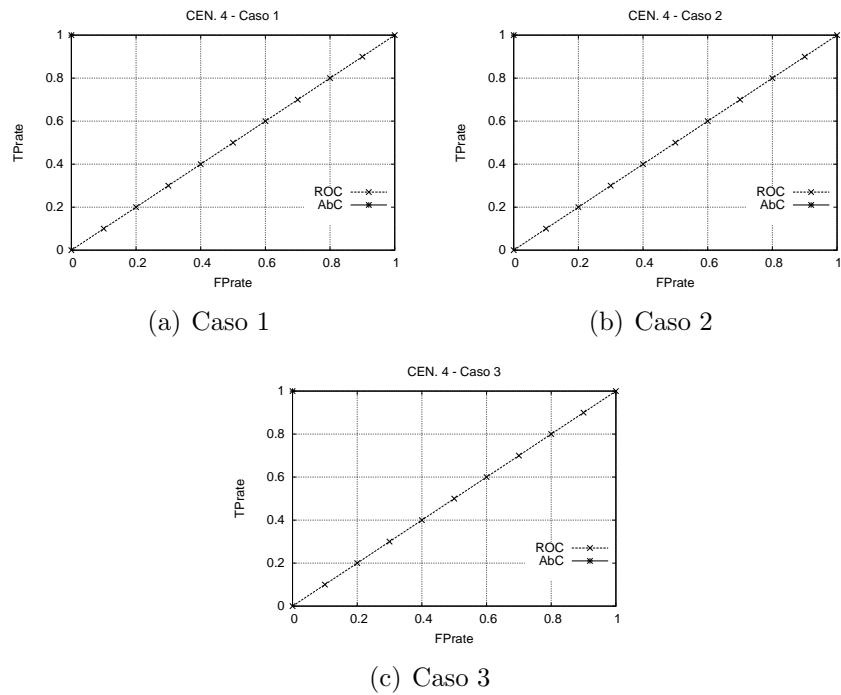 CEN. 4 - Caso 1
1
0.8
0.6
0.4
0.2
0
TPrate
ROC
AbC
0 0.2 0.4 0.6 0.8 1
FPrate
(a) Caso 1
CEN. 4 - Caso 2
1
0.8
0.6
0.4
0.2
0
TPrate
ROC
AbC
0 0.2 0.4 0.6 0.8 1
FPrate
(b) Caso 2
CEN. 4 - Caso 3
1
0.8
0.6
0.4
0.2
0
TPrate
ROC
AbC
0 0.2 0.4 0.6 0.8 1
FPrate
(c) Caso 3